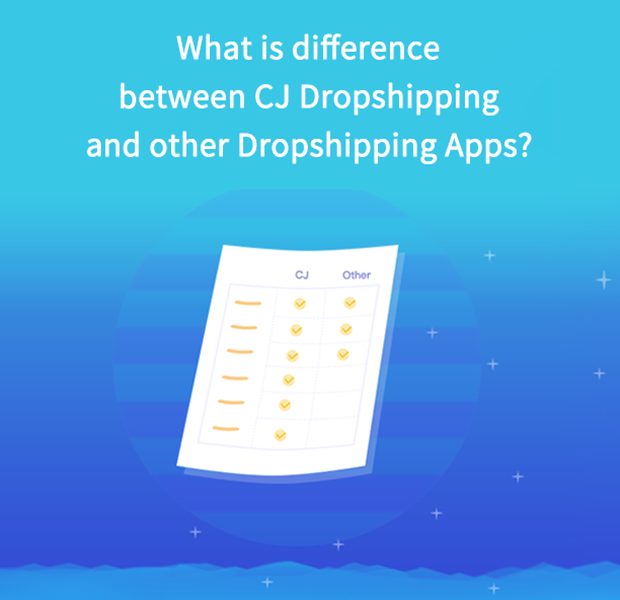 What is difference
between CJ Dropshipping
and other Dropshipping Apps?
CJ Other